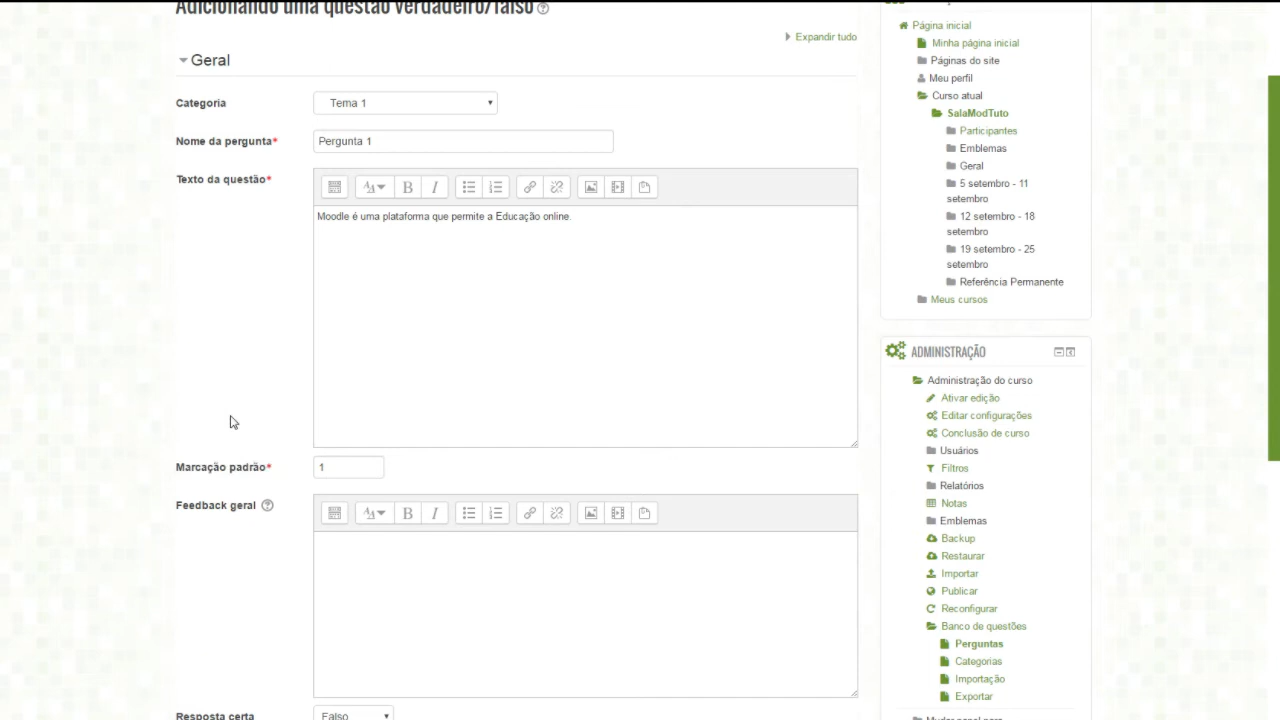 Adicionando uma questão verdadeiro/falso
Expandir tudo
Geral
Categoria
Tema 1
Nome da pergunta*
Pergunta 1
Texto da questão*
Moodle é uma plataforma que permite a Educação online.
Marcação padrão*
1
Feedback geral
Resposta certa
Falso
Página inicial
Minha página inicial
Páginas do site
Meu perfil
Curso atual
SalaModTuto
Participantes
Emblemas
Geral
5 setembro - 11
setembro
12 setembro - 18
setembro
19 setembro - 25
setembro
Referência Permanente
Meus cursos
ADMINISTRAÇÃO
Administração do curso
Ativar edição
Editar configurações
Conclusão de curso
Usuários
Filtros
Relatórios
Notas
Emblemas
Backup
Restaurar
Importar
Publicar
Reconfigurar
Banco de questões
Perguntas
Categorias
Importação
Exportar
Mudar papel para